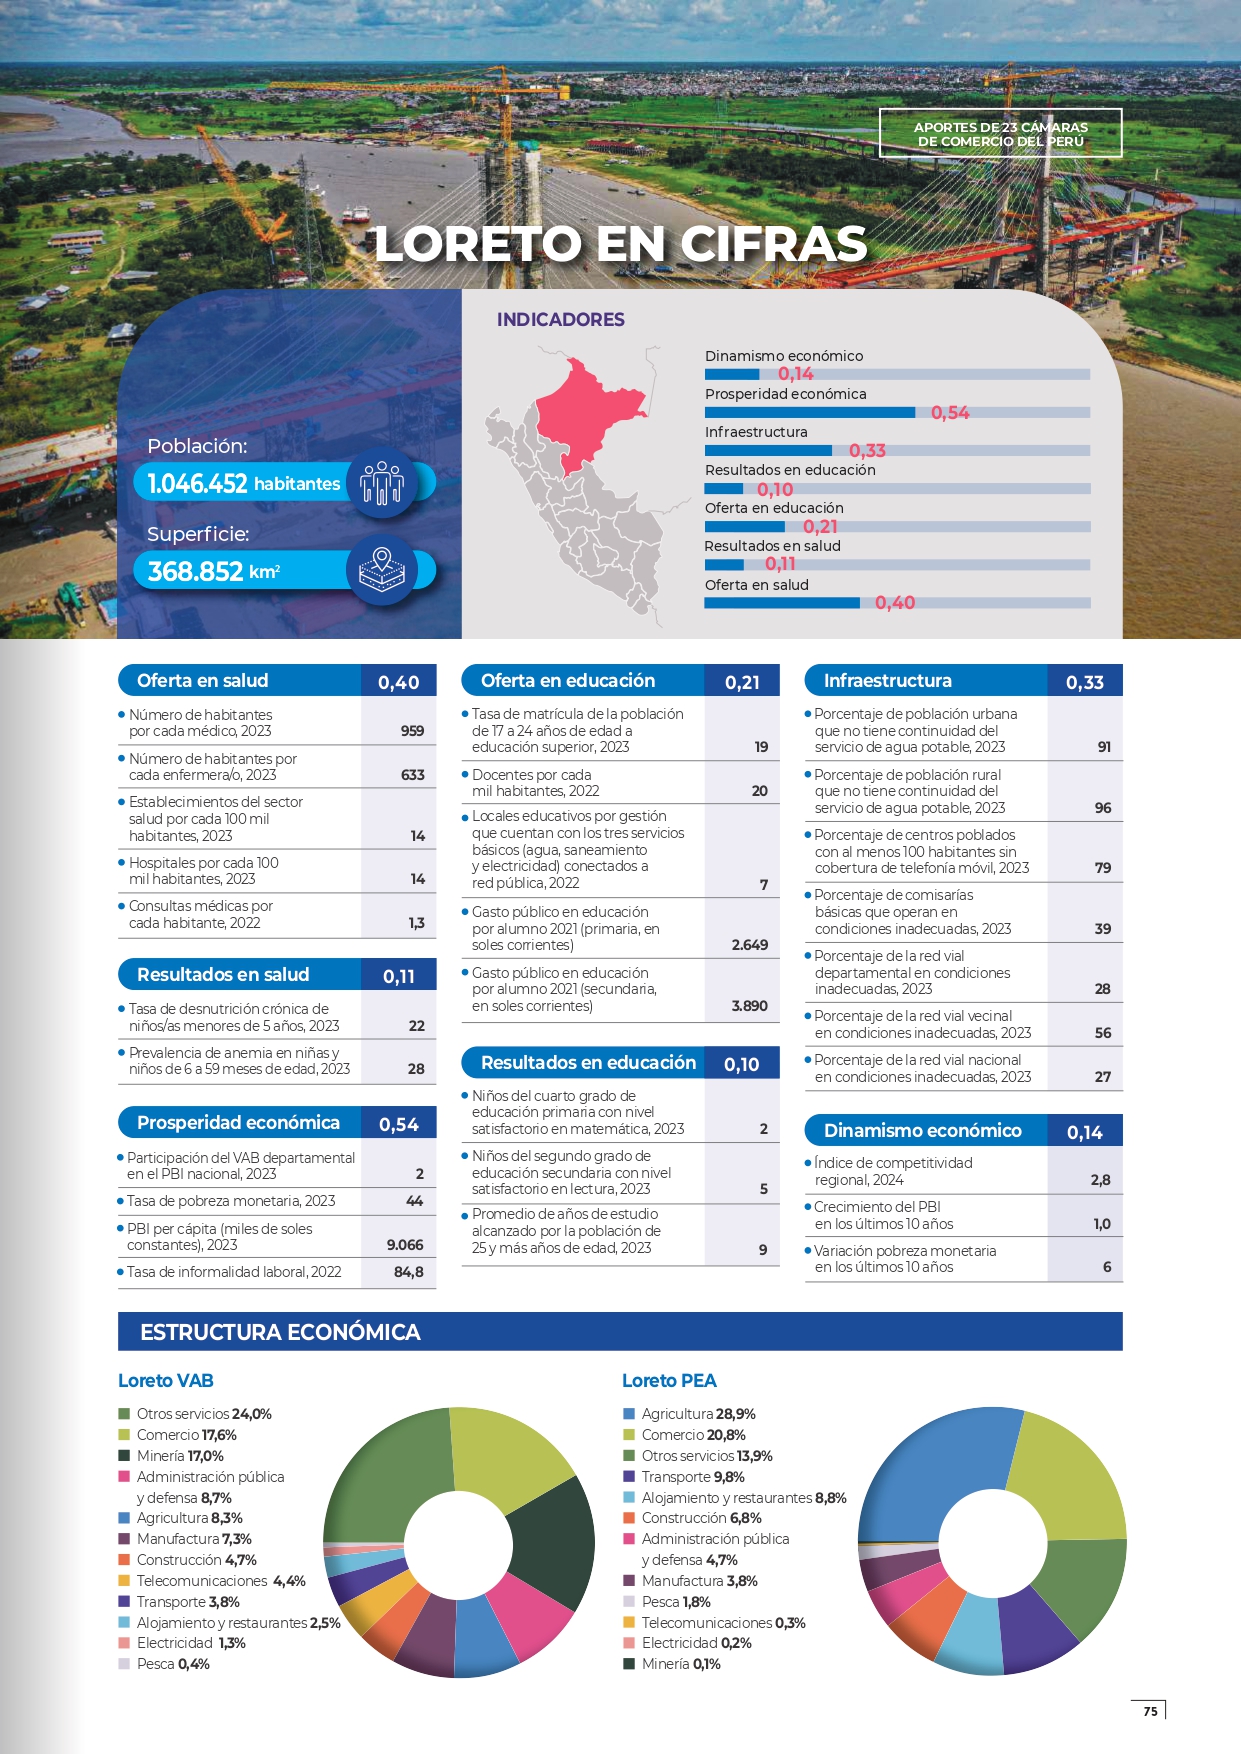 APORTES DE 23 CÁMARAS
DE COMERCIO DEL PERÚ
LORETO EN CIFRAS
Población:
1.046.452 habitantes
Superficie:
368.852 km²
INDICADORES
Dinamismo económico
0,14
Prosperidad económica
0,54
Infraestructura
0,33
Resultados en educación
0,10
Oferta en educación
0,21
Resultados en salud
0,11
Oferta en salud
0,40
Oferta en salud 0,40
Número de habitantes
por cada médico, 2023 959
Número de habitantes por
cada enfermera/o, 2023 633
Establecimientos del sector
salud por cada 100 mil
habitantes, 2023 14
Hospitales por cada 100
mil habitantes, 2023 14
Consultas médicas por
cada habitante, 2022 1,3
Resultados en salud 0,11
Tasa de desnutrición crónica de
niños/as menores de 5 años, 2023 22
Prevalencia de anemia en niñas y
niños de 6 a 59 meses de edad, 2023 28
Prosperidad económica 0,54
Participación del VAB departamental
en el PBI nacional, 2023 2
Tasa de pobreza monetaria, 2023 44
PBI per cápita (miles de soles
constantes), 2023 9.066
Tasa de informalidad laboral, 2022 84,8
Oferta en educación 0,21
Tasa de matrícula de la población
de 17 a 24 años de edad a
educación superior, 2023 19
Docentes por cada
mil habitantes, 2022 20
Locales educativos por gestión
que cuentan con los tres servicios
básicos (agua, saneamiento
y electricidad) conectados a
red pública, 2022 7
Gasto público en educación
por alumno 2021 (primaria, en
soles corrientes) 2.649
Gasto público en educación
por alumno 2021 (secundaria,
en soles corrientes) 3.890
Resultados en educación 0,10
Niños del cuarto grado de
educación primaria con nivel
satisfactorio en matemática, 2023 2
Niños del segundo grado de
educación secundaria con nivel
satisfactorio en lectura, 2023 5
Promedio de años de estudio
alcanzado por la población de
25 y más años de edad, 2023 9
Infraestructura 0,33
Porcentaje de población urbana
que no tiene continuidad del
servicio de agua potable, 2023 91
Porcentaje de población rural
que no tiene continuidad del
servicio de agua potable, 2023 96
Porcentaje de centros poblados
con al menos 100 habitantes sin
cobertura de telefonía móvil, 2023 79
Porcentaje de comisarías
básicas que operan en
condiciones inadecuadas, 2023 39
Porcentaje de la red vial
departamental en condiciones
inadecuadas, 2023 28
Porcentaje de la red vial vecinal
en condiciones inadecuadas, 2023 56
Porcentaje de la red vial nacional
en condiciones inadecuadas, 2023 27
Dinamismo económico 0,14
Índice de competitividad
regional, 2024 2,8
Crecimiento del PBI
en los últimos 10 años 1,0
Variación pobreza monetaria
en los últimos 10 años 6
ESTRUCTURA ECONÓMICA
Loreto VAB
Otros servicios 24,0%
Comercio 17,6%
Minería 17,0%
Administración pública
y defensa 8,7%
Agricultura 8,3%
Manufactura 7,3%
Construcción 4,7%
Telecomunicaciones 4,4%
Transporte 3,8%
Alojamiento y restaurantes 2,5%
Electricidad 1,3%
Pesca 0,4%
Loreto PEA
Agricultura 28,9%
Comercio 20,8%
Otros servicios 13,9%
Transporte 9,8%
Alojamiento y restaurantes 8,8%
Construcción 6,8%
Administración pública
y defensa 4,7%
Manufactura 3,8%
Pesca 1,8%
Telecomunicaciones 0,3%
Electricidad 0,2%
Minería 0,1%
75